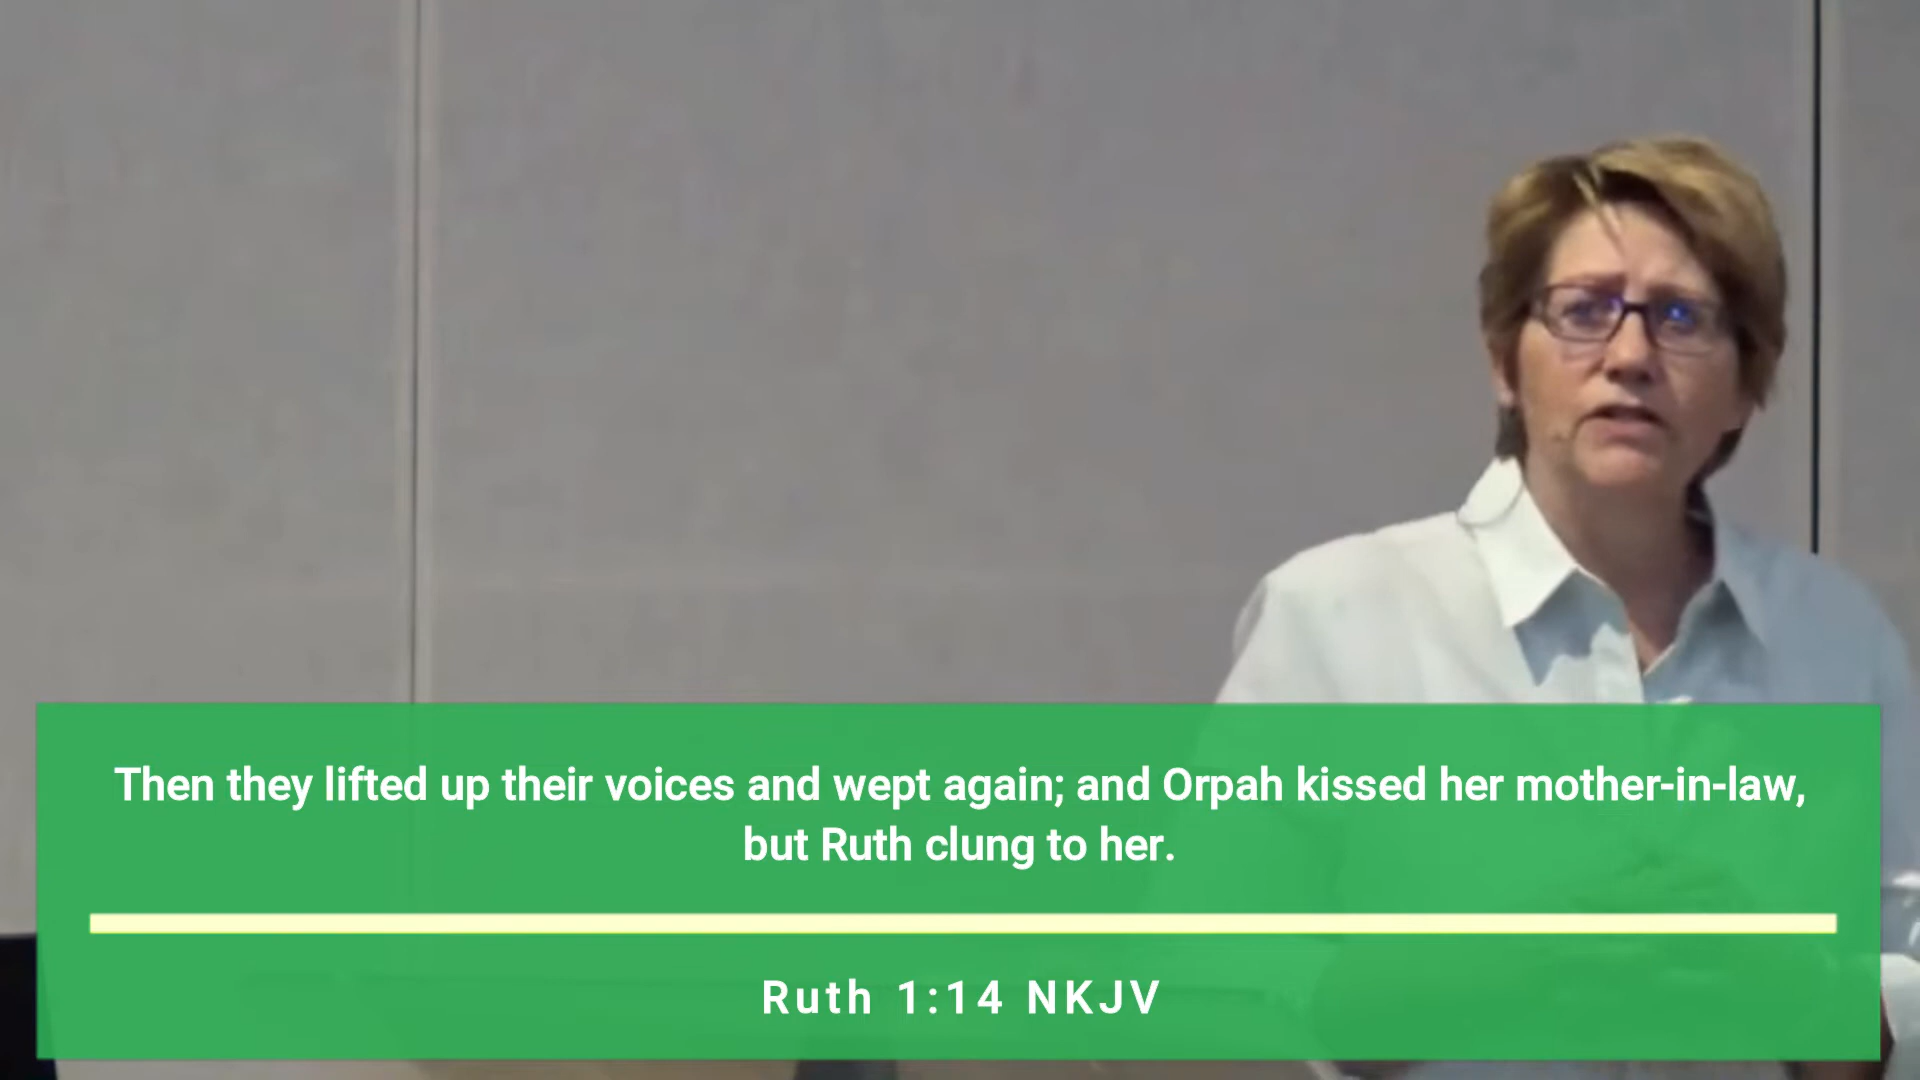 Then they lifted up their voices and wept again; and Orpah kissed her mother-in-law,
but Ruth clung to her.
Ruth 1:14 NKJV